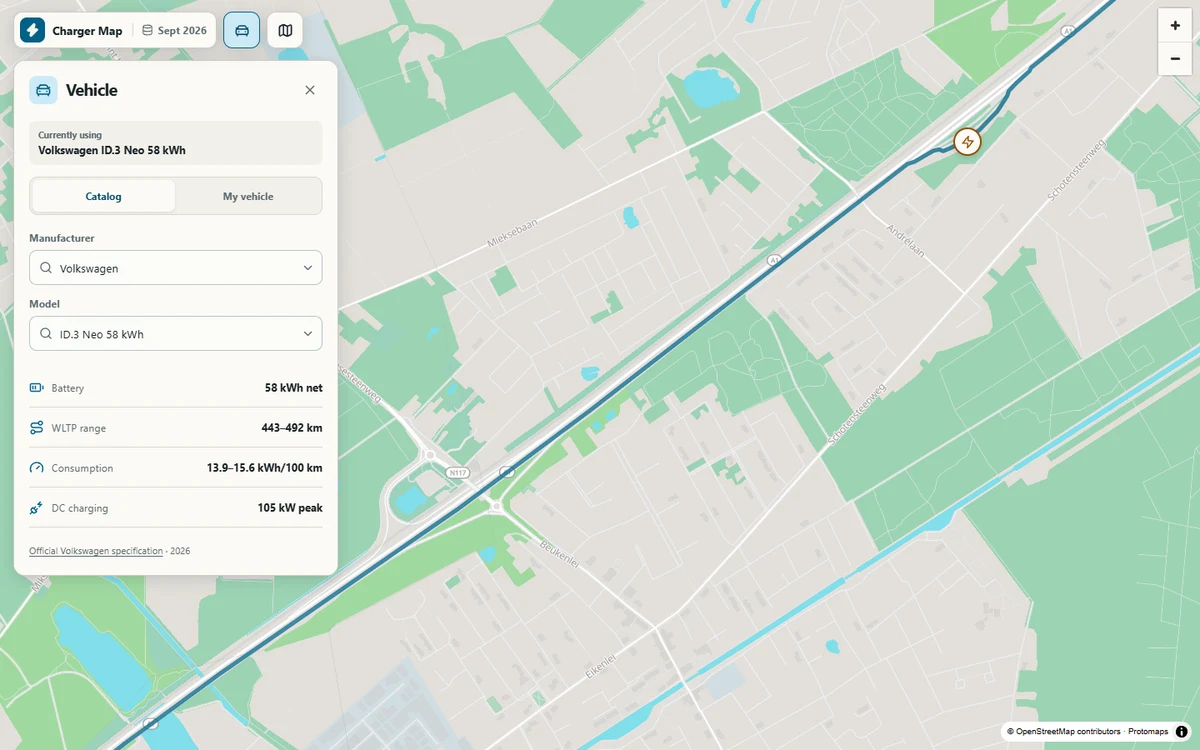 Charger Map
Sept 2026
Vehicle
Currently using
Volkswagen ID.3 Neo 58 kWh
Catalog
My vehicle
Manufacturer
Volkswagen
Model
ID.3 Neo 58 kWh
Battery
58 kWh net
WLTP range
443–492 km
Consumption
13.9–15.6 kWh/100 km
DC charging
105 kW peak
Official Volkswagen specification · 2026
Mieksebaan
Schotensteenweg
Andrélaan
A1
Schotensteenweg
N117
Beukenlei
Eikenlei
+
−
© OpenStreetMap contributors · Protomaps